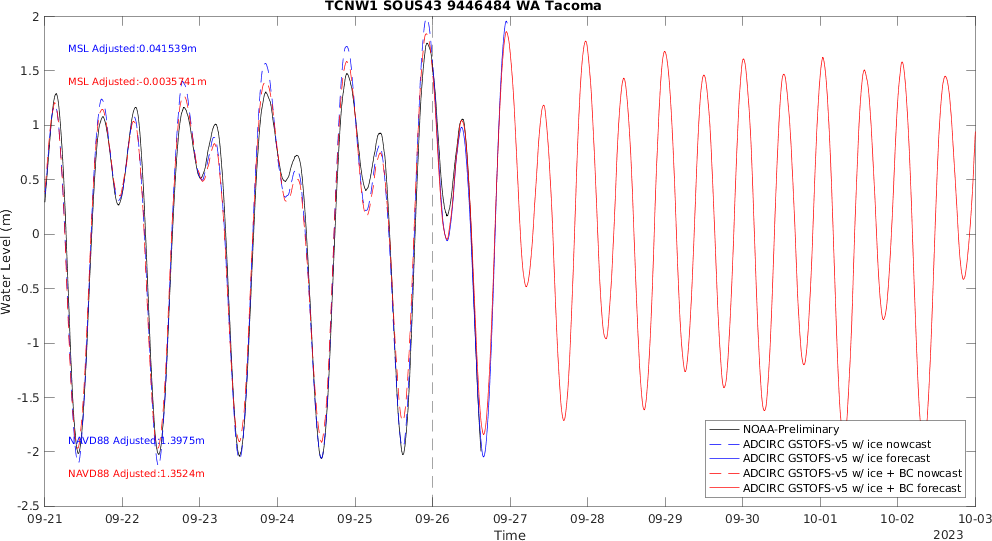 TCNW1 SOUS43 9446484 WA Tacoma
2
MSL Adjusted:0.041539m
1.5
MSL Adjusted:-0.0035741m
1
0.5
0
Water Level (m)
-0.5
-1
-1.5
NOAA-Preliminary
NAVD88 Adjusted:1.3975m
ADCIRC GSTOFS-v5 w/ ice nowcast
-2
ADCIRC GSTOFS-v5 w/ ice forecast
NAVD88 Adjusted:1.3524m
ADCIRC GSTOFS-v5 w/ ice + BC nowcast
ADCIRC GSTOFS-v5 w/ ice + BC forecast
-2.5
09-21 09-22 09-23 09-24 09-25 09-26 09-27 09-28 09-29 09-30 10-01 10-02 10-03
Time
2023